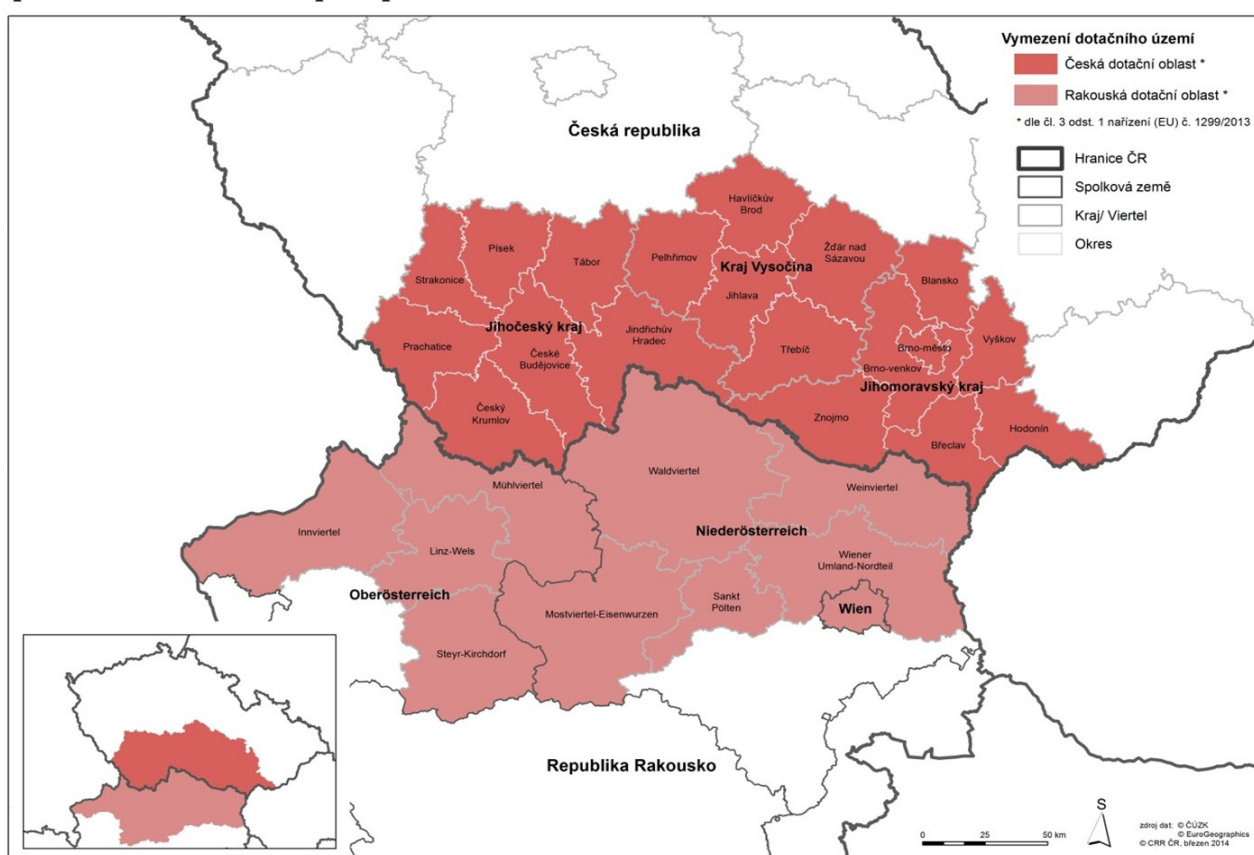 Vymezení dotačního území
Česká dotační oblast *
Rakouská dotační oblast *
* dle čl. 3 odst. 1 nařízení (EU) č. 1299/2013
Hranice ČR
Spolková země
Kraj/ Viertel
Okres
Česká republika
Havlíčkův
Brod
Písek
Tábor
Pelhřimov
Žďár nad
Sázavou
Kraj Vysočina
Strakonice
Blansko
Jihlava
Jihočeský kraj
Jindřichův
Hradec
Prachatice
České
Budějovice
Třebíč
Brno-město
Vyškov
Brno-venkov
Jihomoravský kraj
Český
Krumlov
Znojmo
Hodonín
Břeclav
Waldviertel
Mühlviertel
Weinviertel
Innviertel
Niederösterreich
Linz-Wels
Wiener
Umland-Nordteil
Oberösterreich
Mostviertel-Eisenwurzen
Sankt
Pölten
Wien
Steyr-Kirchdorf
Republika Rakousko
S
0 25 50 km
zdroj dat: © ČÚZK
© EuroGeographics
© CRR ČR, březen 2014